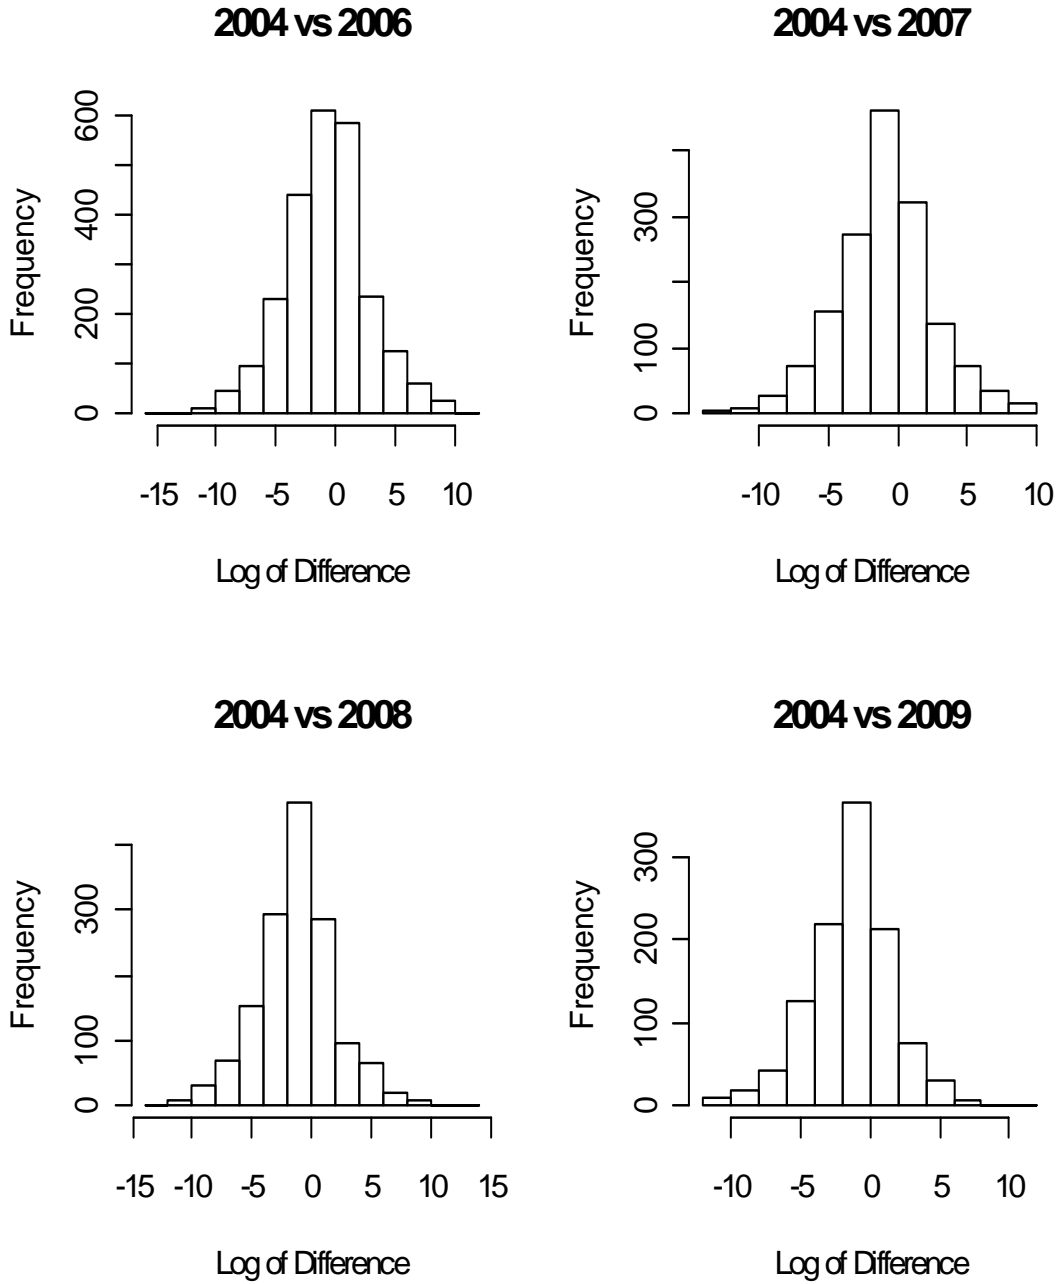 2004 vs 2006
Frequency
0 200 400 600
-15 -10 -5 0 5 10
Log of Difference
2004 vs 2007
Frequency
0 100 300
-10 -5 0 5 10
Log of Difference
2004 vs 2008
Frequency
0 100 300
-15 -10 -5 0 5 10 15
Log of Difference
2004 vs 2009
Frequency
0 100 200 300
-10 -5 0 5 10
Log of Difference